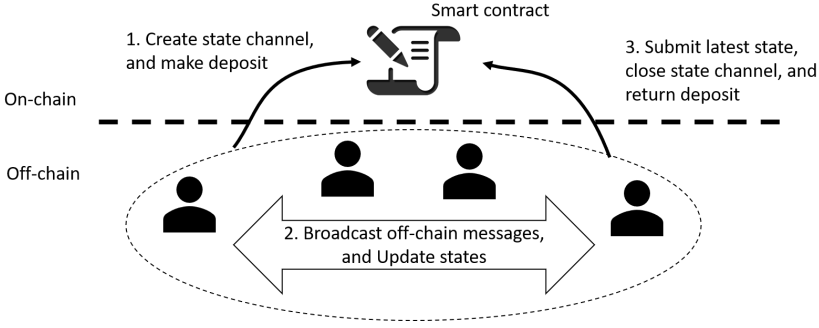 Smart contract
1. Create state channel,
and make deposit
3. Submit latest state,
close state channel, and
return deposit
On-chain
Off-chain
2. Broadcast off-chain messages,
and Update states